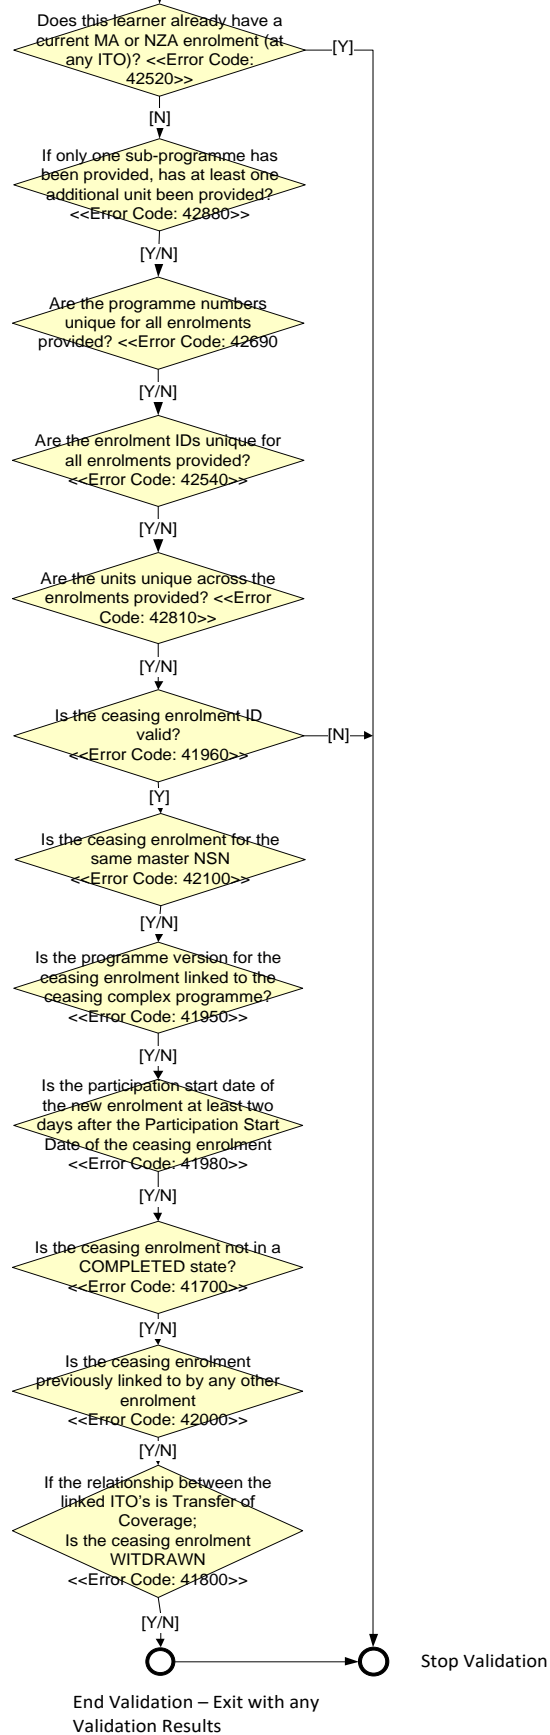 Does this learner already have a
current MA or NZA enrolment (at
any ITO)? <<Error Code:
42520>>
[Y]
[N]
If only one sub-programme has
been provided, has at least one
additional unit been provided?
<<Error Code: 42880>>
[Y/N]
Are the programme numbers
unique for all enrolments
provided? <<Error Code: 42690
[Y/N]
Are the enrolment IDs unique for
all enrolments provided?
<<Error Code: 42540>>
[Y/N]
Are the units unique across the
enrolments provided? <<Error
Code: 42810>>
[Y/N]
Is the ceasing enrolment ID
valid?
<<Error Code: 41960>>
[N]
[Y]
Is the ceasing enrolment for the
same master NSN
<<Error Code: 42100>>
[Y/N]
Is the programme version for the
ceasing enrolment linked to the
ceasing complex programme?
<<Error Code: 41950>>
[Y/N]
Is the participation start date of
the new enrolment at least two
days after the Participation Start
Date of the ceasing enrolment
<<Error Code: 41980>>
[Y/N]
Is the ceasing enrolment not in a
COMPLETED state?
<<Error Code: 41700>>
[Y/N]
Is the ceasing enrolment
previously linked to by any other
enrolment
<<Error Code: 42000>>
[Y/N]
If the relationship between the
linked ITO's is Transfer of
Coverage;
Is the ceasing enrolment
WITDRAWN
<<Error Code: 41800>>
[Y/N]
Stop Validation
End Validation – Exit with any
Validation Results